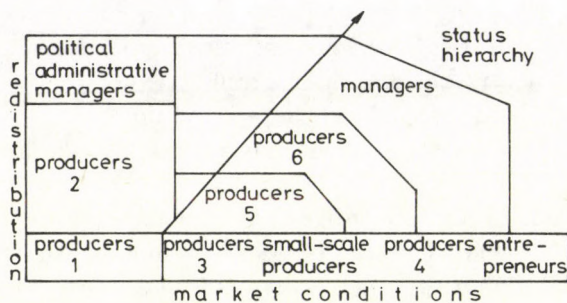 political
administrative
managers
status
hierarchy
managers
redistribution
producers
2
producers
6
producers
5
producers
1
producers
3
small-scale
producers
producers
4
entre-
preneurs
market conditions